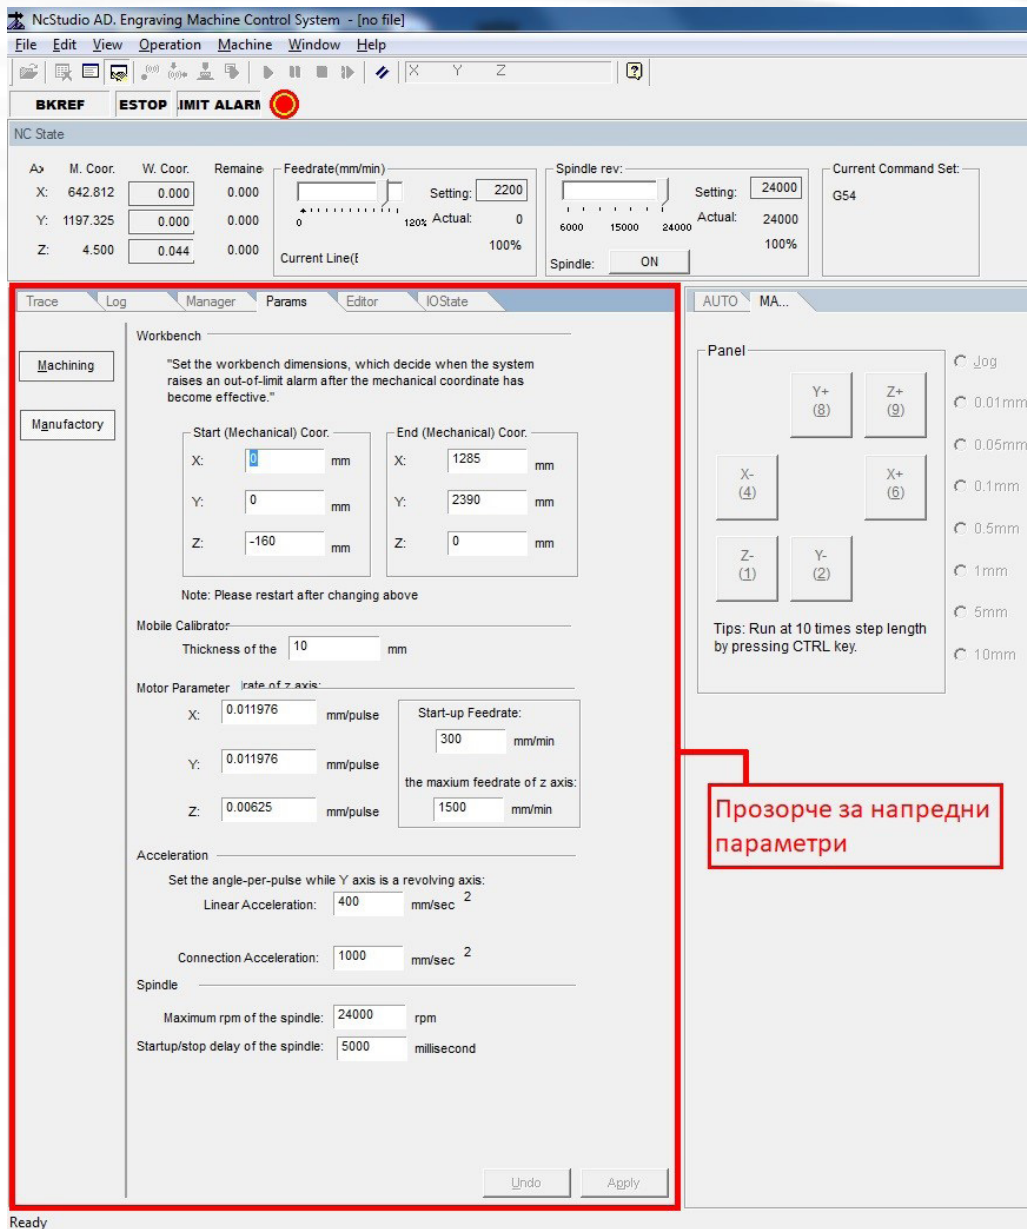 NcStudio AD. Engraving Machine Control System - [no file]
File Edit View Operation Machine Window Help
X Y Z
BKREF ESTOP .IMIT ALARM
NC State
Ax M. Coor. W. Coor. Remaine
X: 642.812 0.000 0.000
Y: 1197.325 0.000 0.000
Z: 4.500 0.044 0.000
Feedrate(mm/min)
Setting: 2200
0 120% Actual: 0
100%
Current Line(
Spindle rev:
Setting: 24000
6000 15000 24000 Actual: 24000
100%
Spindle: ON
Current Command Set:
G54
Trace Log Manager Params Editor IOState
Machining
Manufactory
Workbench
"Set the workbench dimensions, which decide when the system
raises an out-of-limit alarm after the mechanical coordinate has
become effective."
Start (Mechanical) Coor. End (Mechanical) Coor.
X: 0 mm X: 1285 mm
Y: 0 mm Y: 2390 mm
Z: -160 mm Z: 0 mm
Note: Please restart after changing above
Mobile Calibrator
Thickness of the 10 mm
Motor Parameter rate of z axis:
X: 0.011976 mm/pulse
Y: 0.011976 mm/pulse
Z: 0.00625 mm/pulse
Start-up Feedrate:
300 mm/min
the maxium feedrate of z axis:
1500 mm/min
Acceleration
Set the angle-per-pulse while Y axis is a revolving axis:
Linear Acceleration: 400 mm/sec 2
Connection Acceleration: 1000 mm/sec 2
Spindle
Maximum rpm of the spindle: 24000 rpm
Startup/stop delay of the spindle: 5000 millisecond
Undo Apply
AUTO MA...
Panel
Y+
(8)
Z+
(9)
X-
(4)
X+
(6)
Z-
(1)
Y-
(2)
Tips: Run at 10 times step length
by pressing CTRL key.
Jog
0.01mm
0.05mm
0.1mm
0.5mm
1mm
5mm
10mm
Прозорче за напредни
параметри
Ready